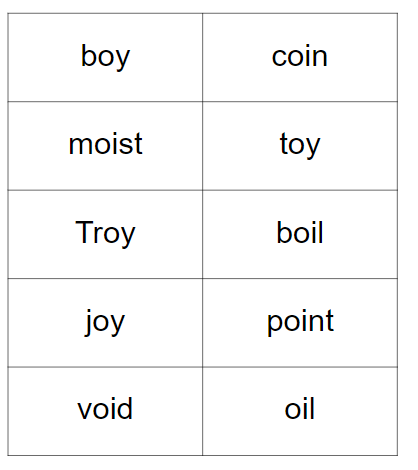 boy coin
moist toy
Troy boil
joy point
void oil